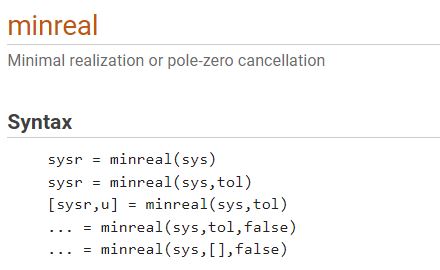 minreal
Minimal realization or pole-zero cancellation
Syntax
sysr = minreal(sys)
sysr = minreal(sys,tol)
[sysr,u] = minreal(sys,tol)
... = minreal(sys,tol,false)
... = minreal(sys,[],false)